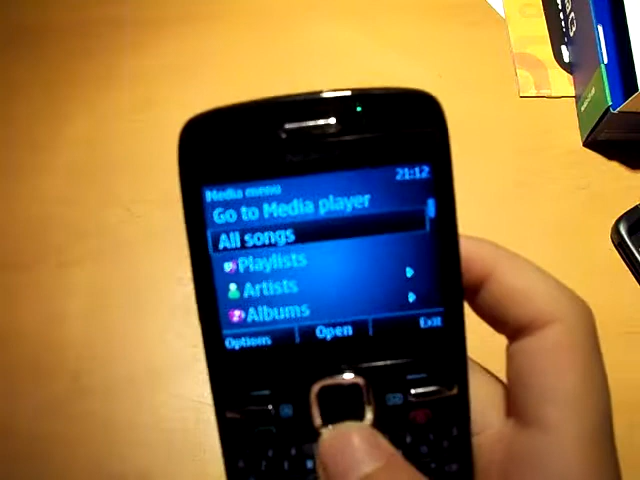 21:12
Media menu
Go to Media player
All songs
Playlists
Artists
Albums
Options Open Exit